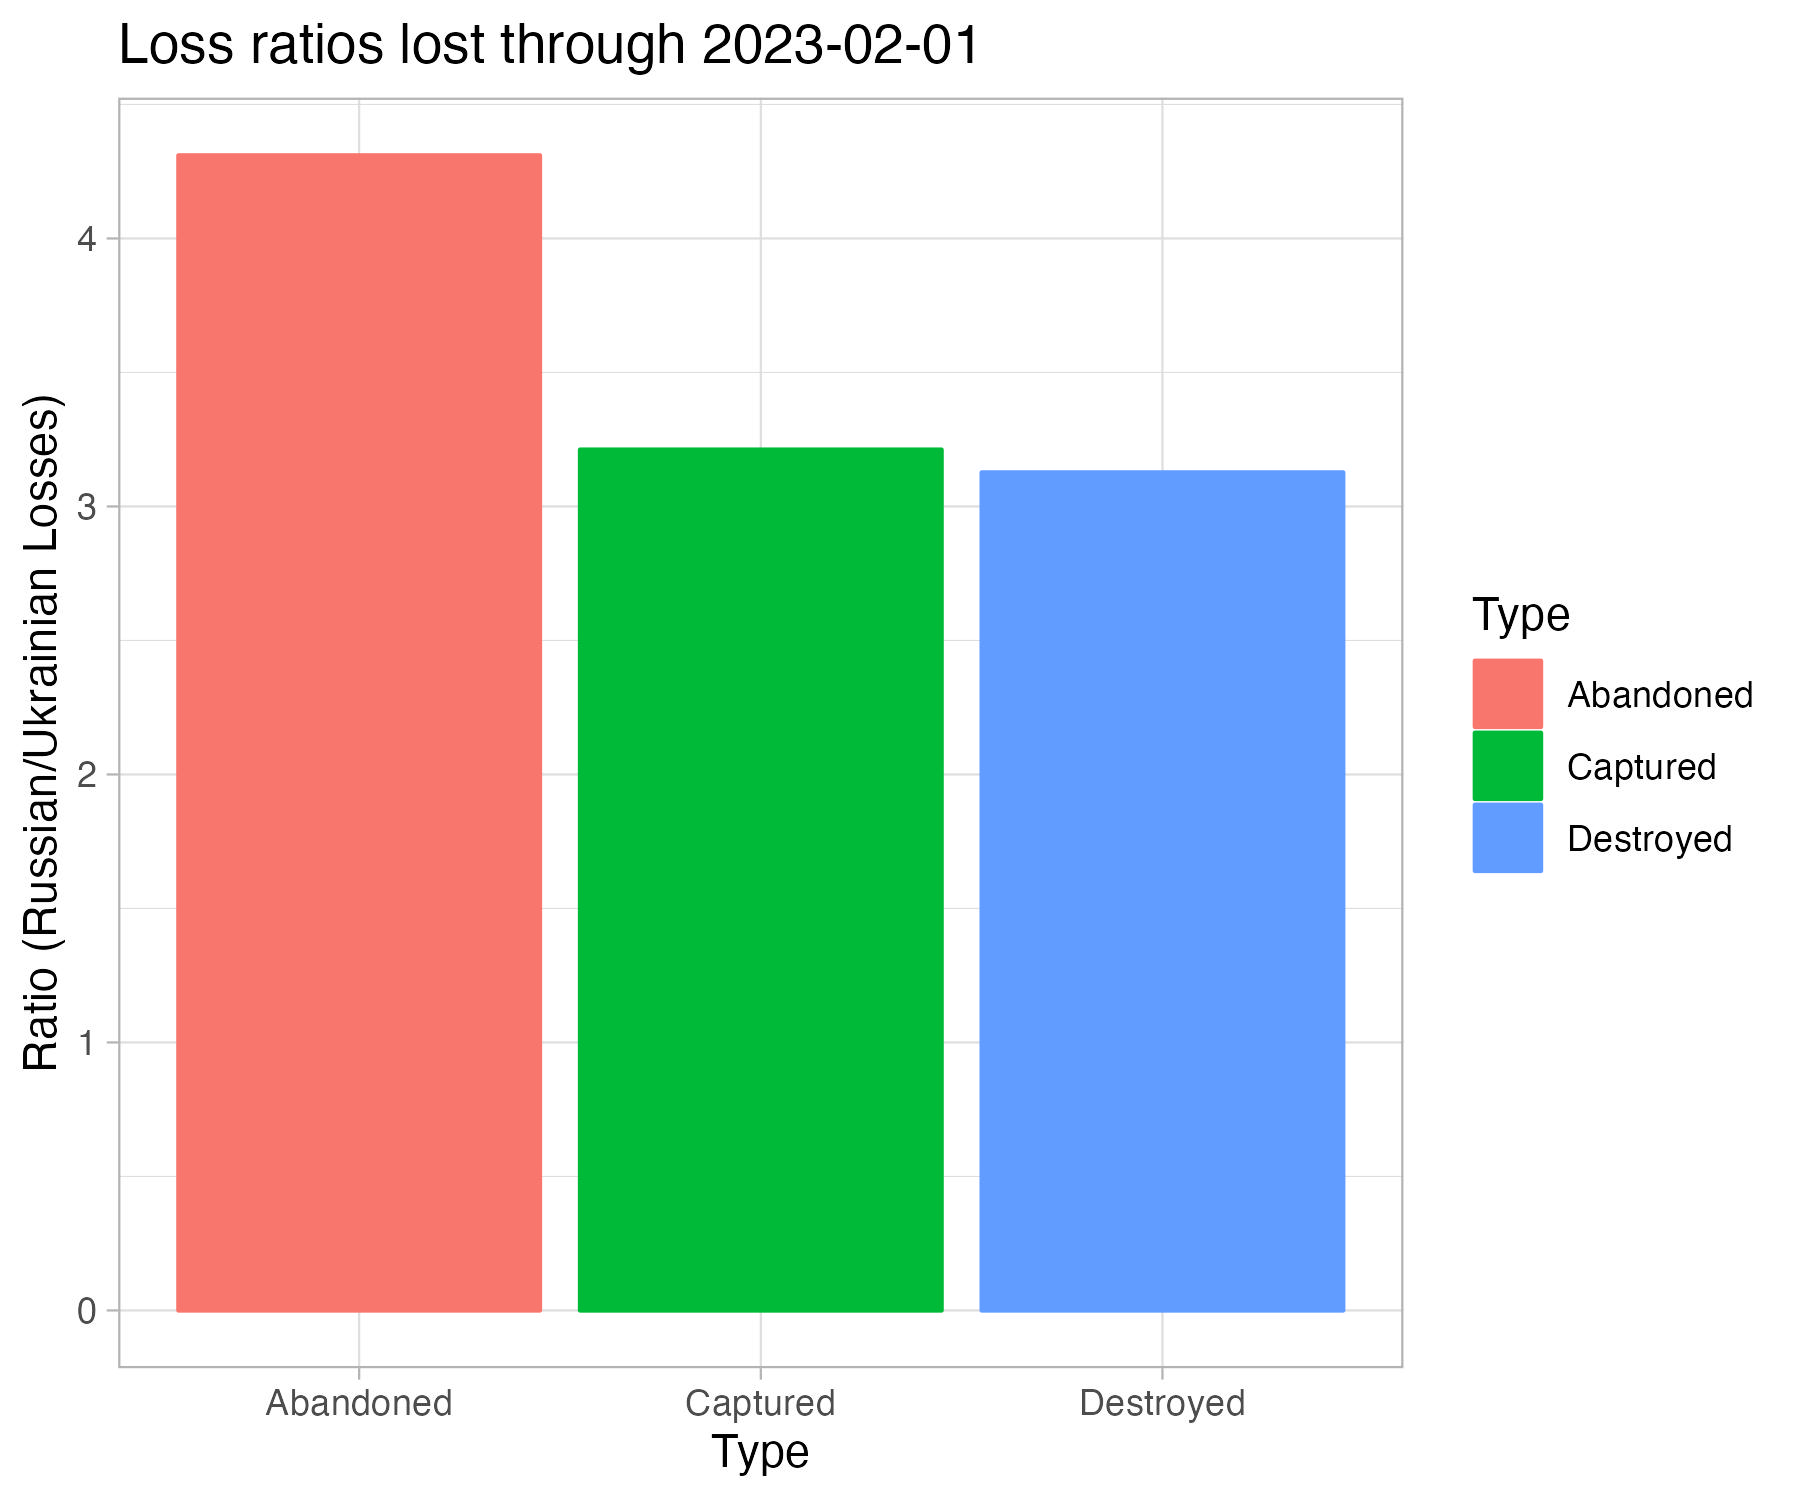 Loss ratios lost through 2023-02-01
Ratio (Russian/Ukrainian Losses)
4
3
2
1
0
Abandoned
Captured
Destroyed
Type
Type
Abandoned
Captured
Destroyed